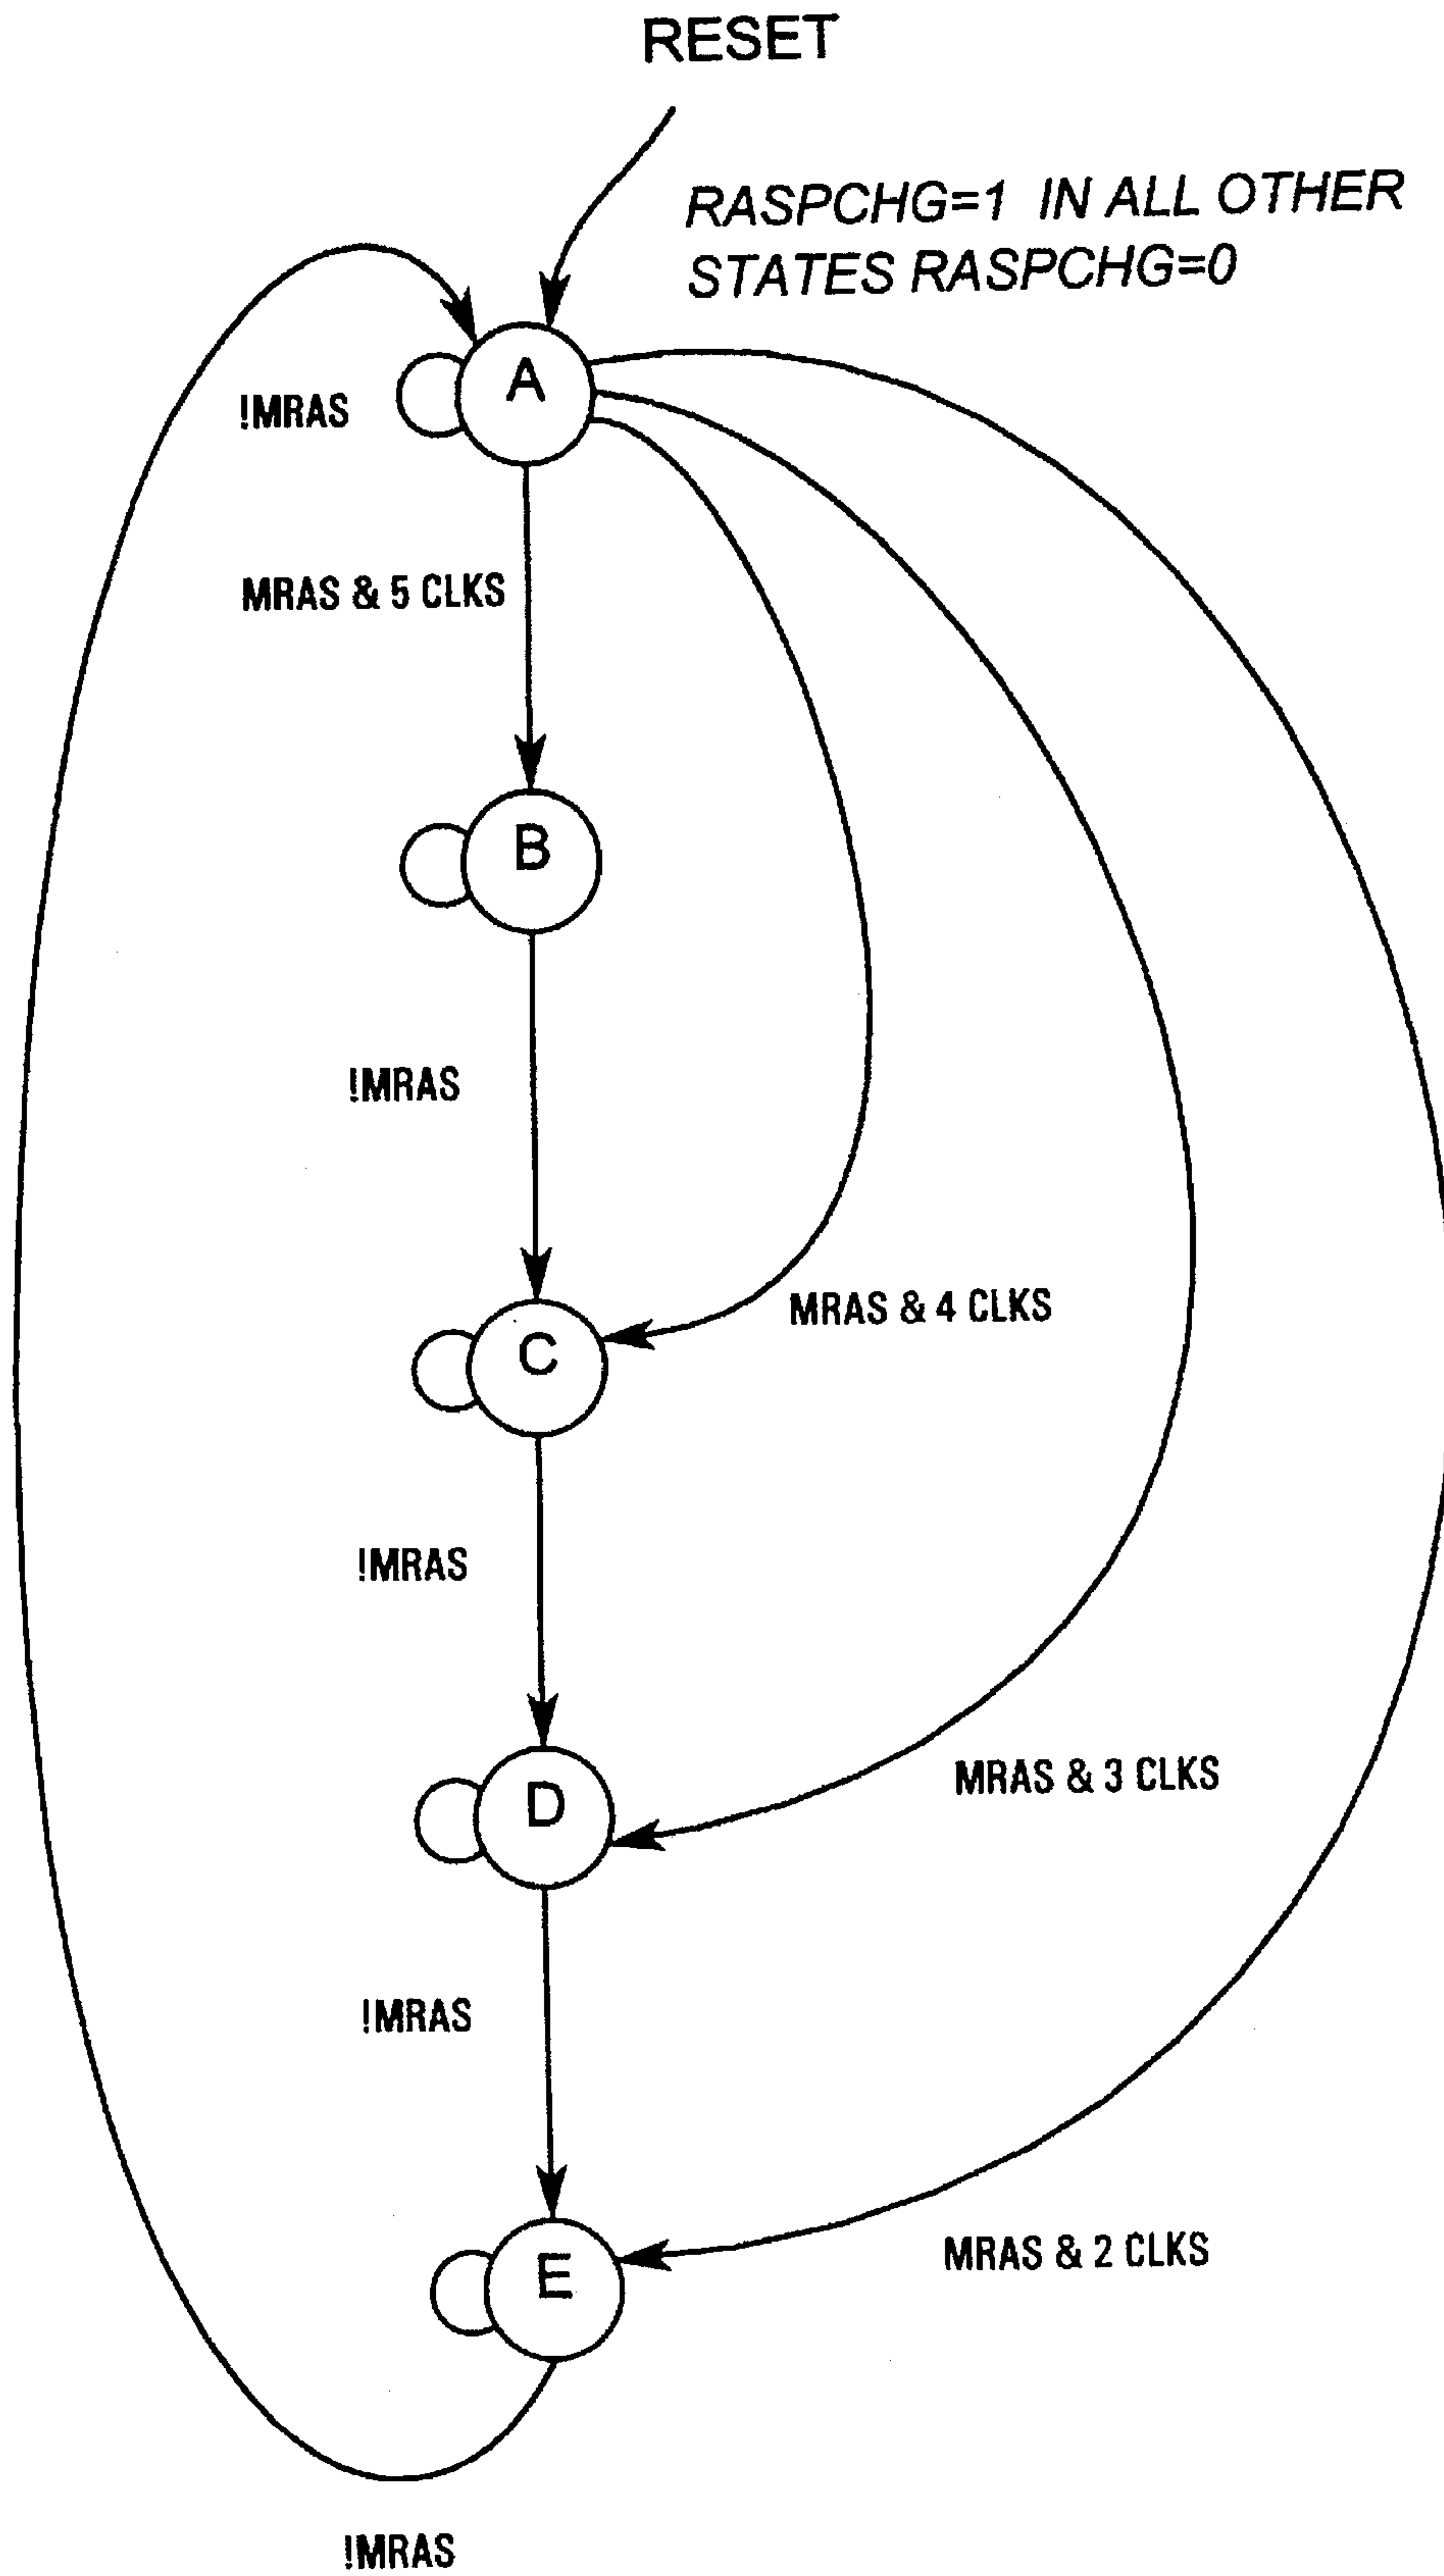 RESET
RASPCHG=1 IN ALL OTHER
STATES RASPCHG=0
A
!MRAS
MRAS & 5 CLKS
B
!MRAS
MRAS & 4 CLKS
C
!MRAS
MRAS & 3 CLKS
D
!MRAS
MRAS & 2 CLKS
E
!MRAS